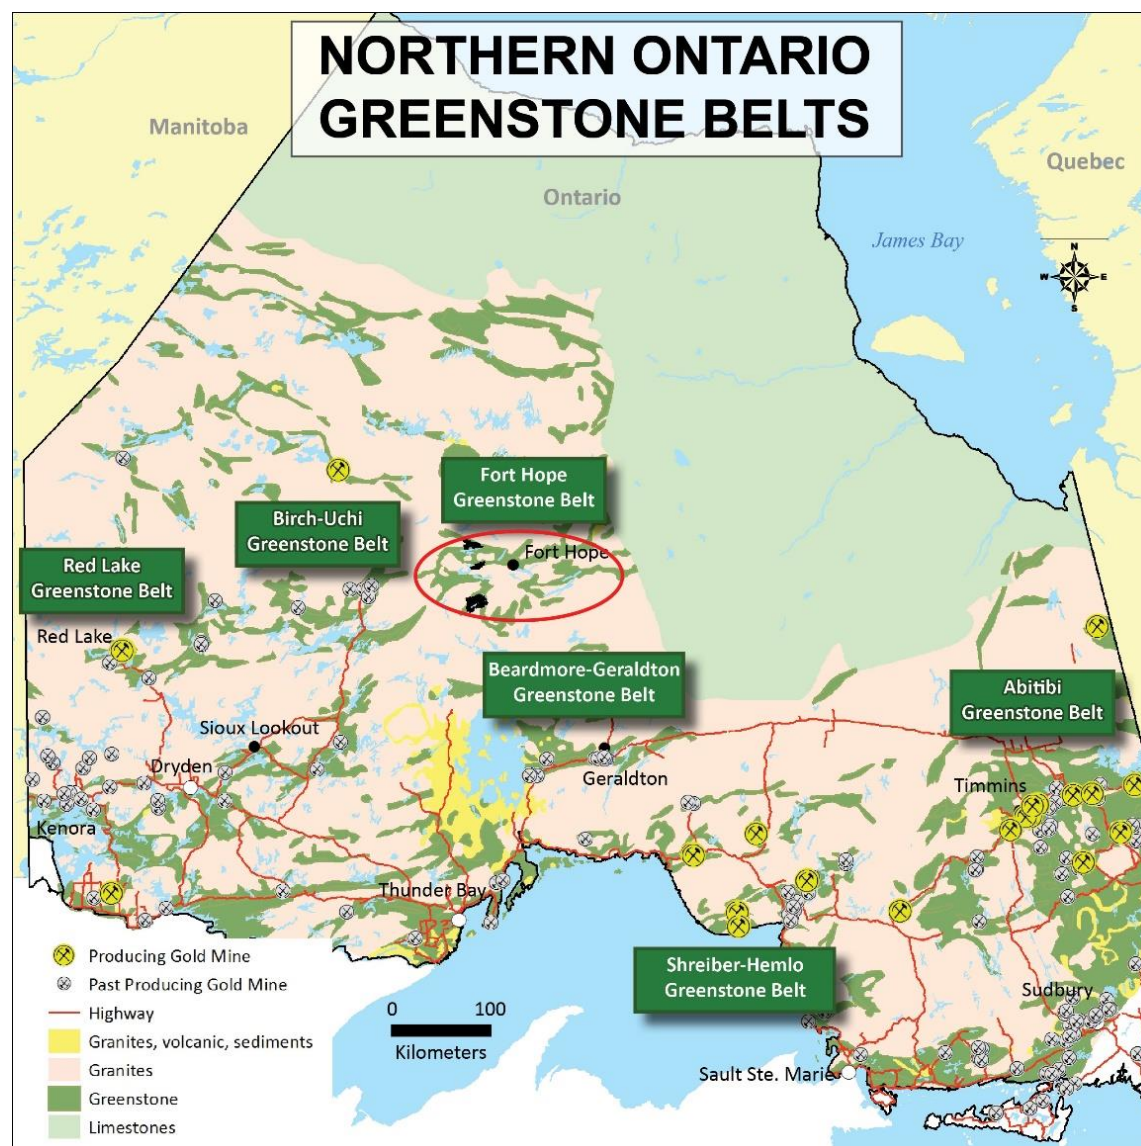 NORTHERN ONTARIO
GREENSTONE BELTS
Manitoba
Quebec
Ontario
James Bay
N
W
E
S
Fort Hope
Greenstone Belt
Birch-Uchi
Greenstone Belt
Fort Hope
Red Lake
Greenstone Belt
Red Lake
Beardmore-Geraldton
Greenstone Belt
Abitibi
Greenstone Belt
Sioux Lookout
Dryden
Geraldton
Timmins
Kenora
Thunder Bay
Shreiber-Hemlo
Greenstone Belt
Sudbury
Sault Ste. Marie
Producing Gold Mine
Past Producing Gold Mine
Highway
Granites, volcanic, sediments
Granites
Greenstone
Limestones
0 100
Kilometers